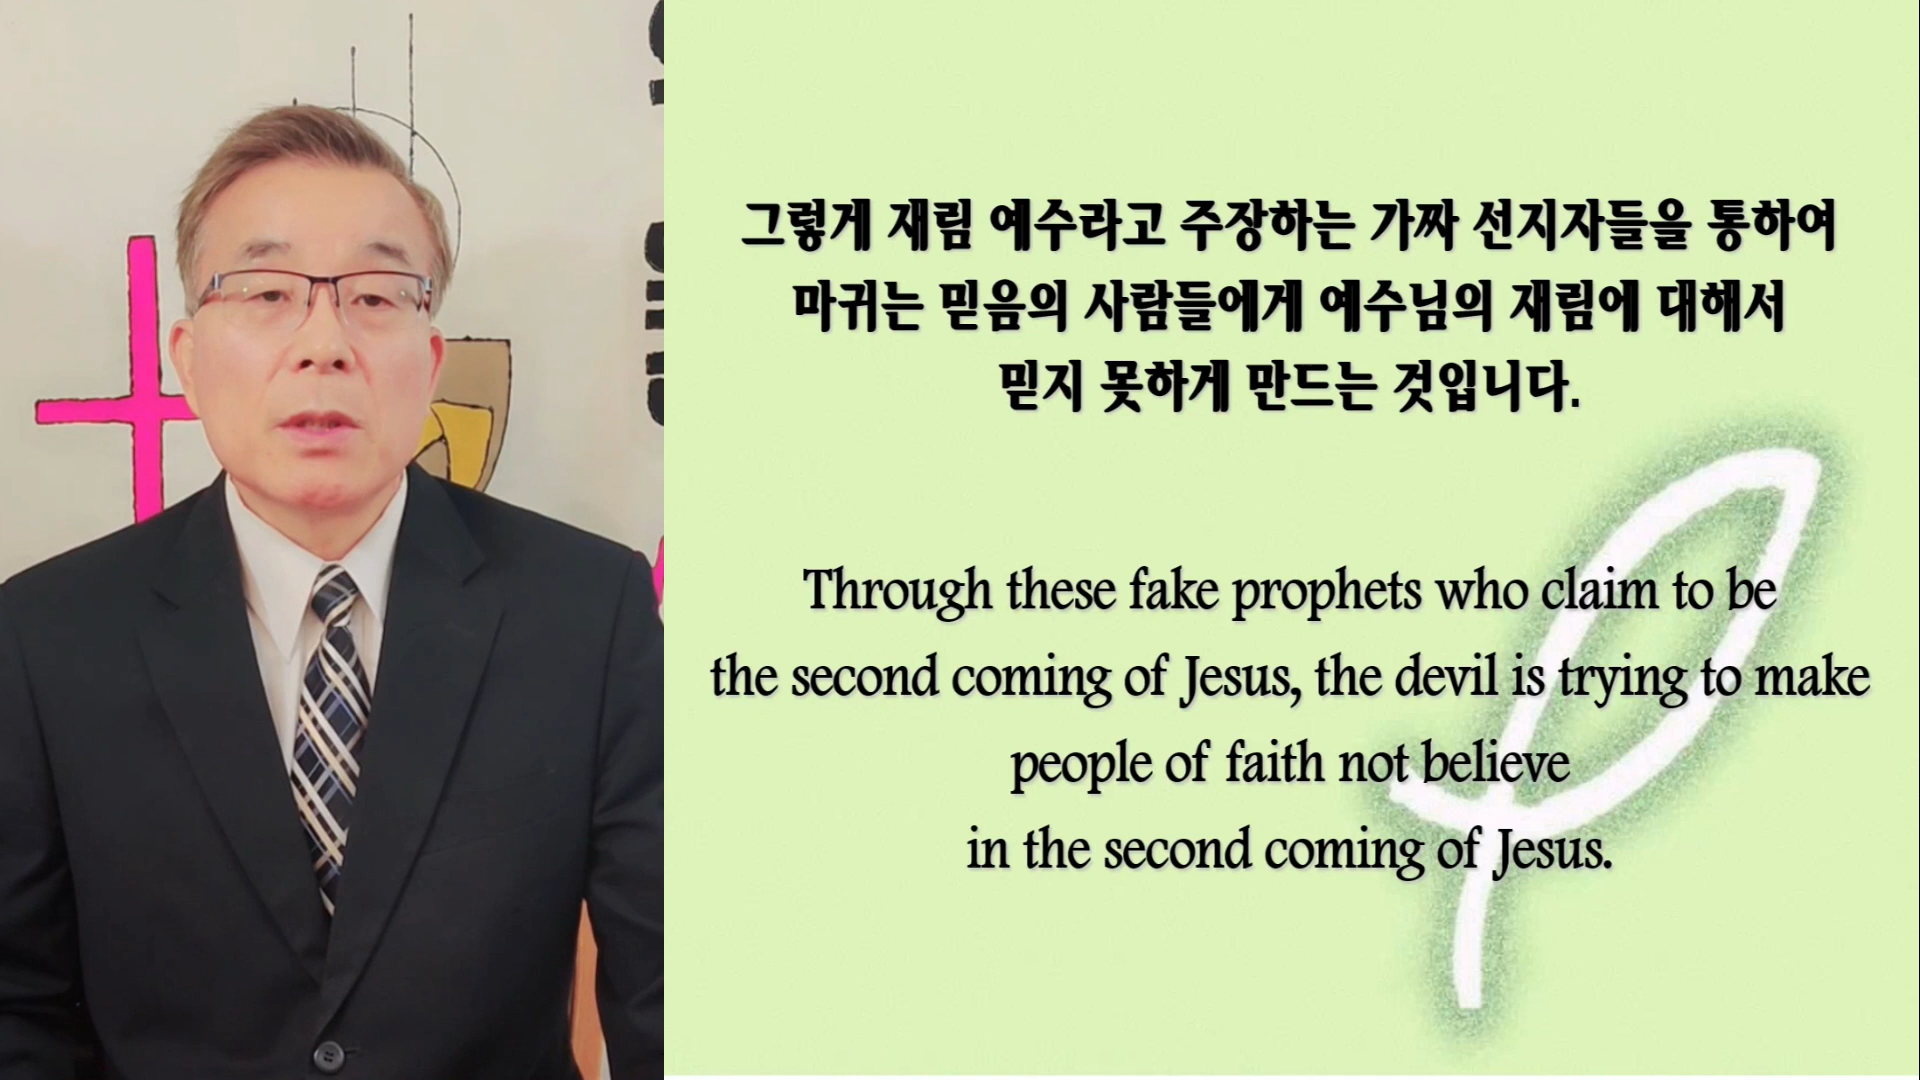 그렇게 재림 예수라고 주장하는 가짜 선지자들을 통하여
마귀는 믿음의 사람들에게 예수님의 재림에 대해서
믿지 못하게 만드는 것입니다.
Through these fake prophets who claim to be
the second coming of Jesus, the devil is trying to make
people of faith not believe
in the second coming of Jesus.